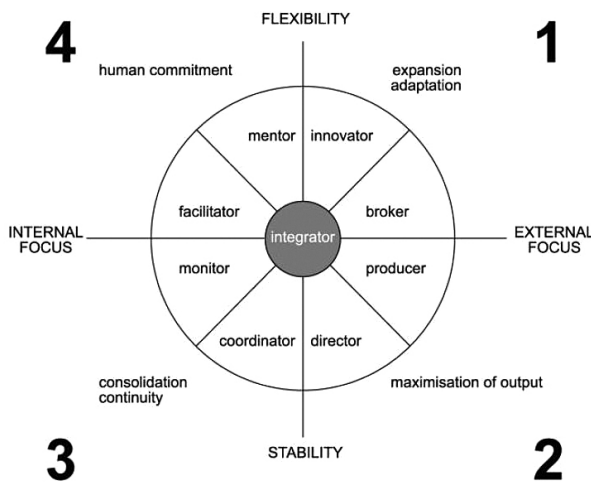 FLEXIBILITY
4
1
human commitment
expansion
adaptation
mentor
innovator
facilitator
broker
INTERNAL
FOCUS
integrator
EXTERNAL
FOCUS
monitor
producer
coordinator
director
consolidation
continuity
maximisation of output
STABILITY
3
2